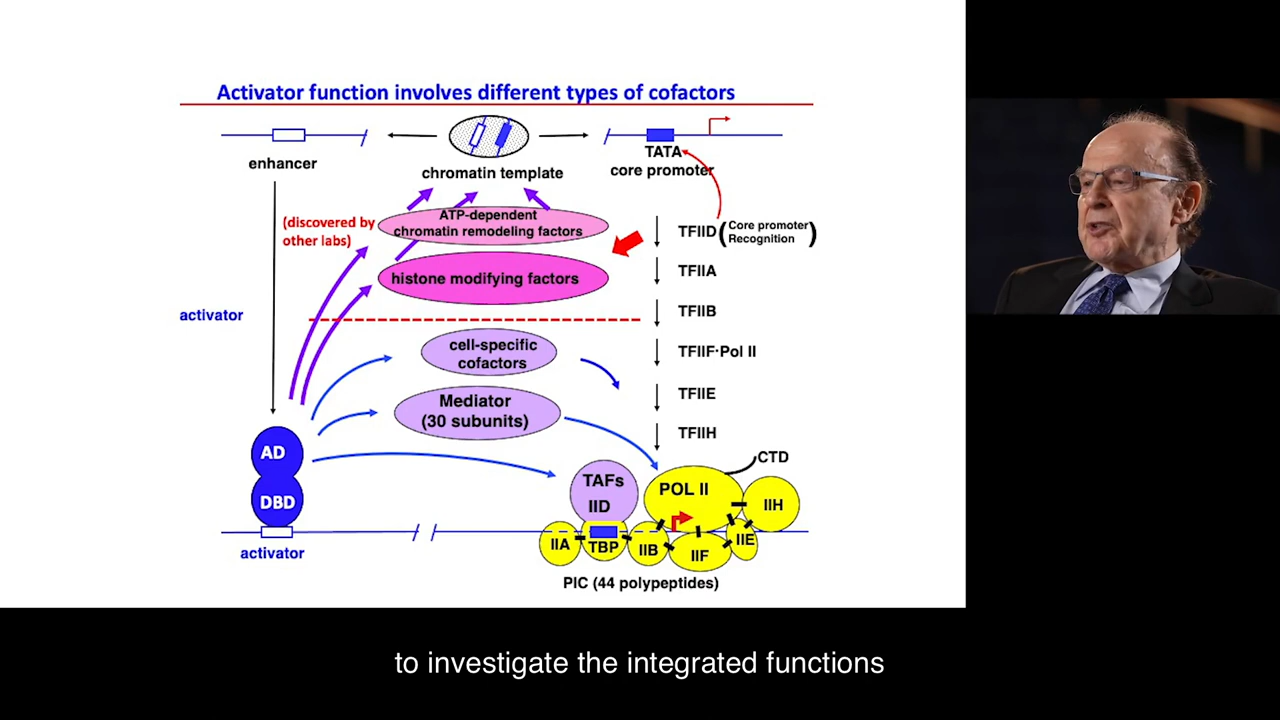 Activator function involves different types of cofactors
enhancer
chromatin template
TATA
core promoter
(discovered by
other labs)
ATP-dependent
chromatin remodeling factors
TFIID
(Core promoter
Recognition)
histone modifying factors
TFIIA
activator
TFIIB
cell-specific
cofactors
TFIIF·Pol II
Mediator
(30 subunits)
TFIIE
TFIIH
AD
DBD
activator
CTD
TAFs
IID
POL II
IIH
IIA
TBP
IIB
IIF
IIE
PIC (44 polypeptides)
to investigate the integrated functions